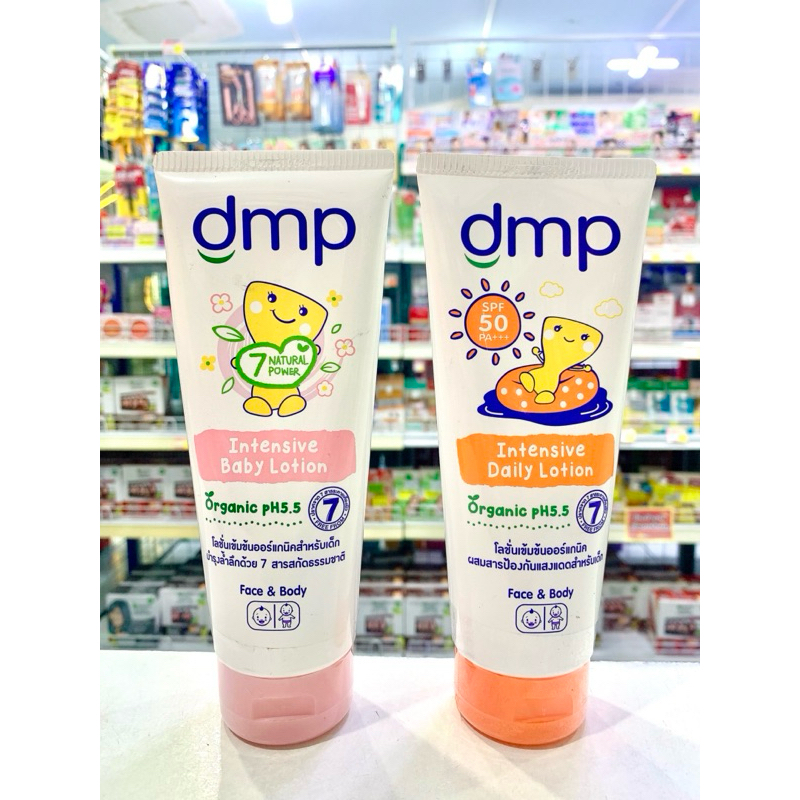 dmp
7 NATURAL
POWER
Intensive
Baby Lotion
Organic pH5.5
7
FREE FROM
โลชั่นเข้มข้นออร์แกนิคสำหรับเด็ก
บำรุงล้ำลึกด้วย 7 สารสกัดธรรมชาติ
Face & Body
dmp
SPF
50
PA+++
Intensive
Daily Lotion
Organic pH5.5
7
โลชั่นเข้มข้นออร์แกนิค
ผสมสารป้องกันแสงแดดสำหรับเด็ก
Face & Body